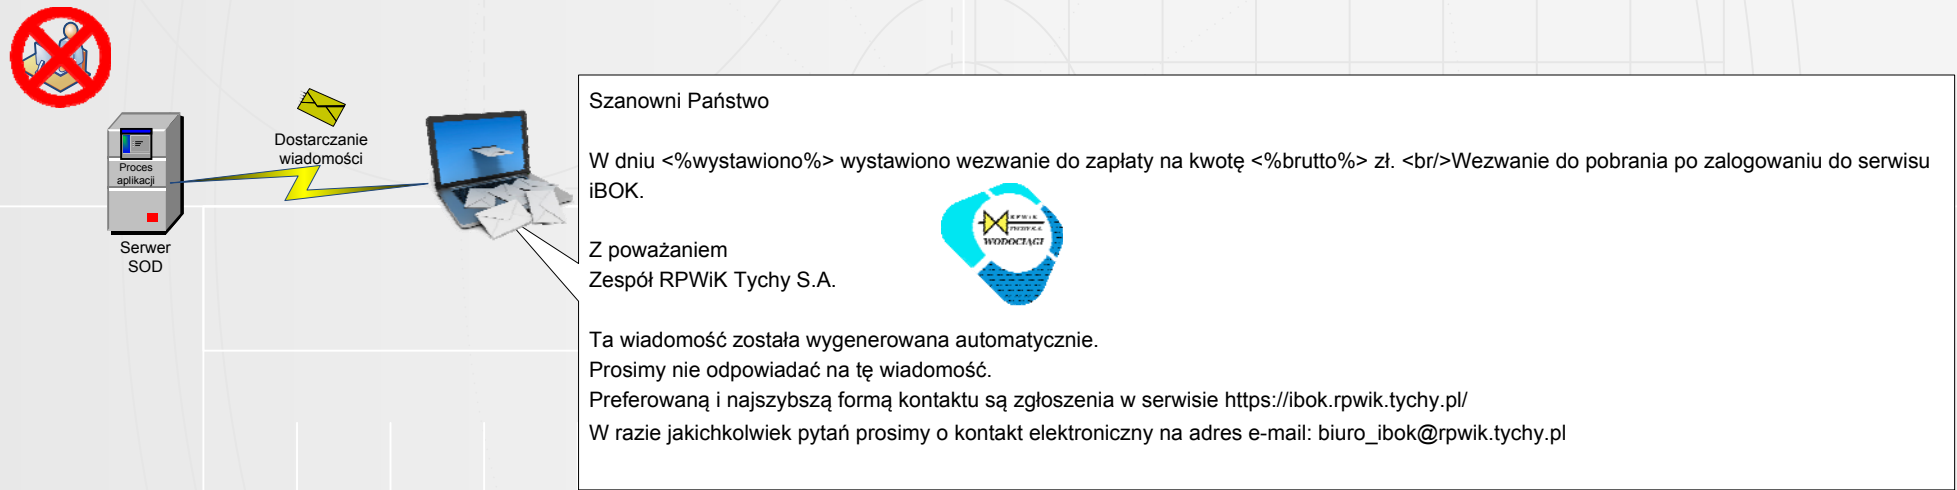 Szanowni Państwo
W dniu <%wystawiono%> wystawiono wezwanie do zapłaty na kwotę <%brutto%> zł. <br/>Wezwanie do pobrania po zalogowaniu do serwisu
iBOK.
Z poważaniem
Zespół RPWiK Tychy S.A.
Ta wiadomość została wygenerowana automatycznie.
Prosimy nie odpowiadać na tę wiadomość.
Preferowaną i najszybszą formą kontaktu są zgłoszenia w serwisie https://ibok.rpwik.tychy.pl/
W razie jakichkolwiek pytań prosimy o kontakt elektroniczny na adres e-mail: biuro_ibok@rpwik.tychy.pl
Dostarczanie
wiadomości
Proces
aplikacji
Serwer
SOD
RPWiK
TYCHY S.A.
WODOCIĄGI